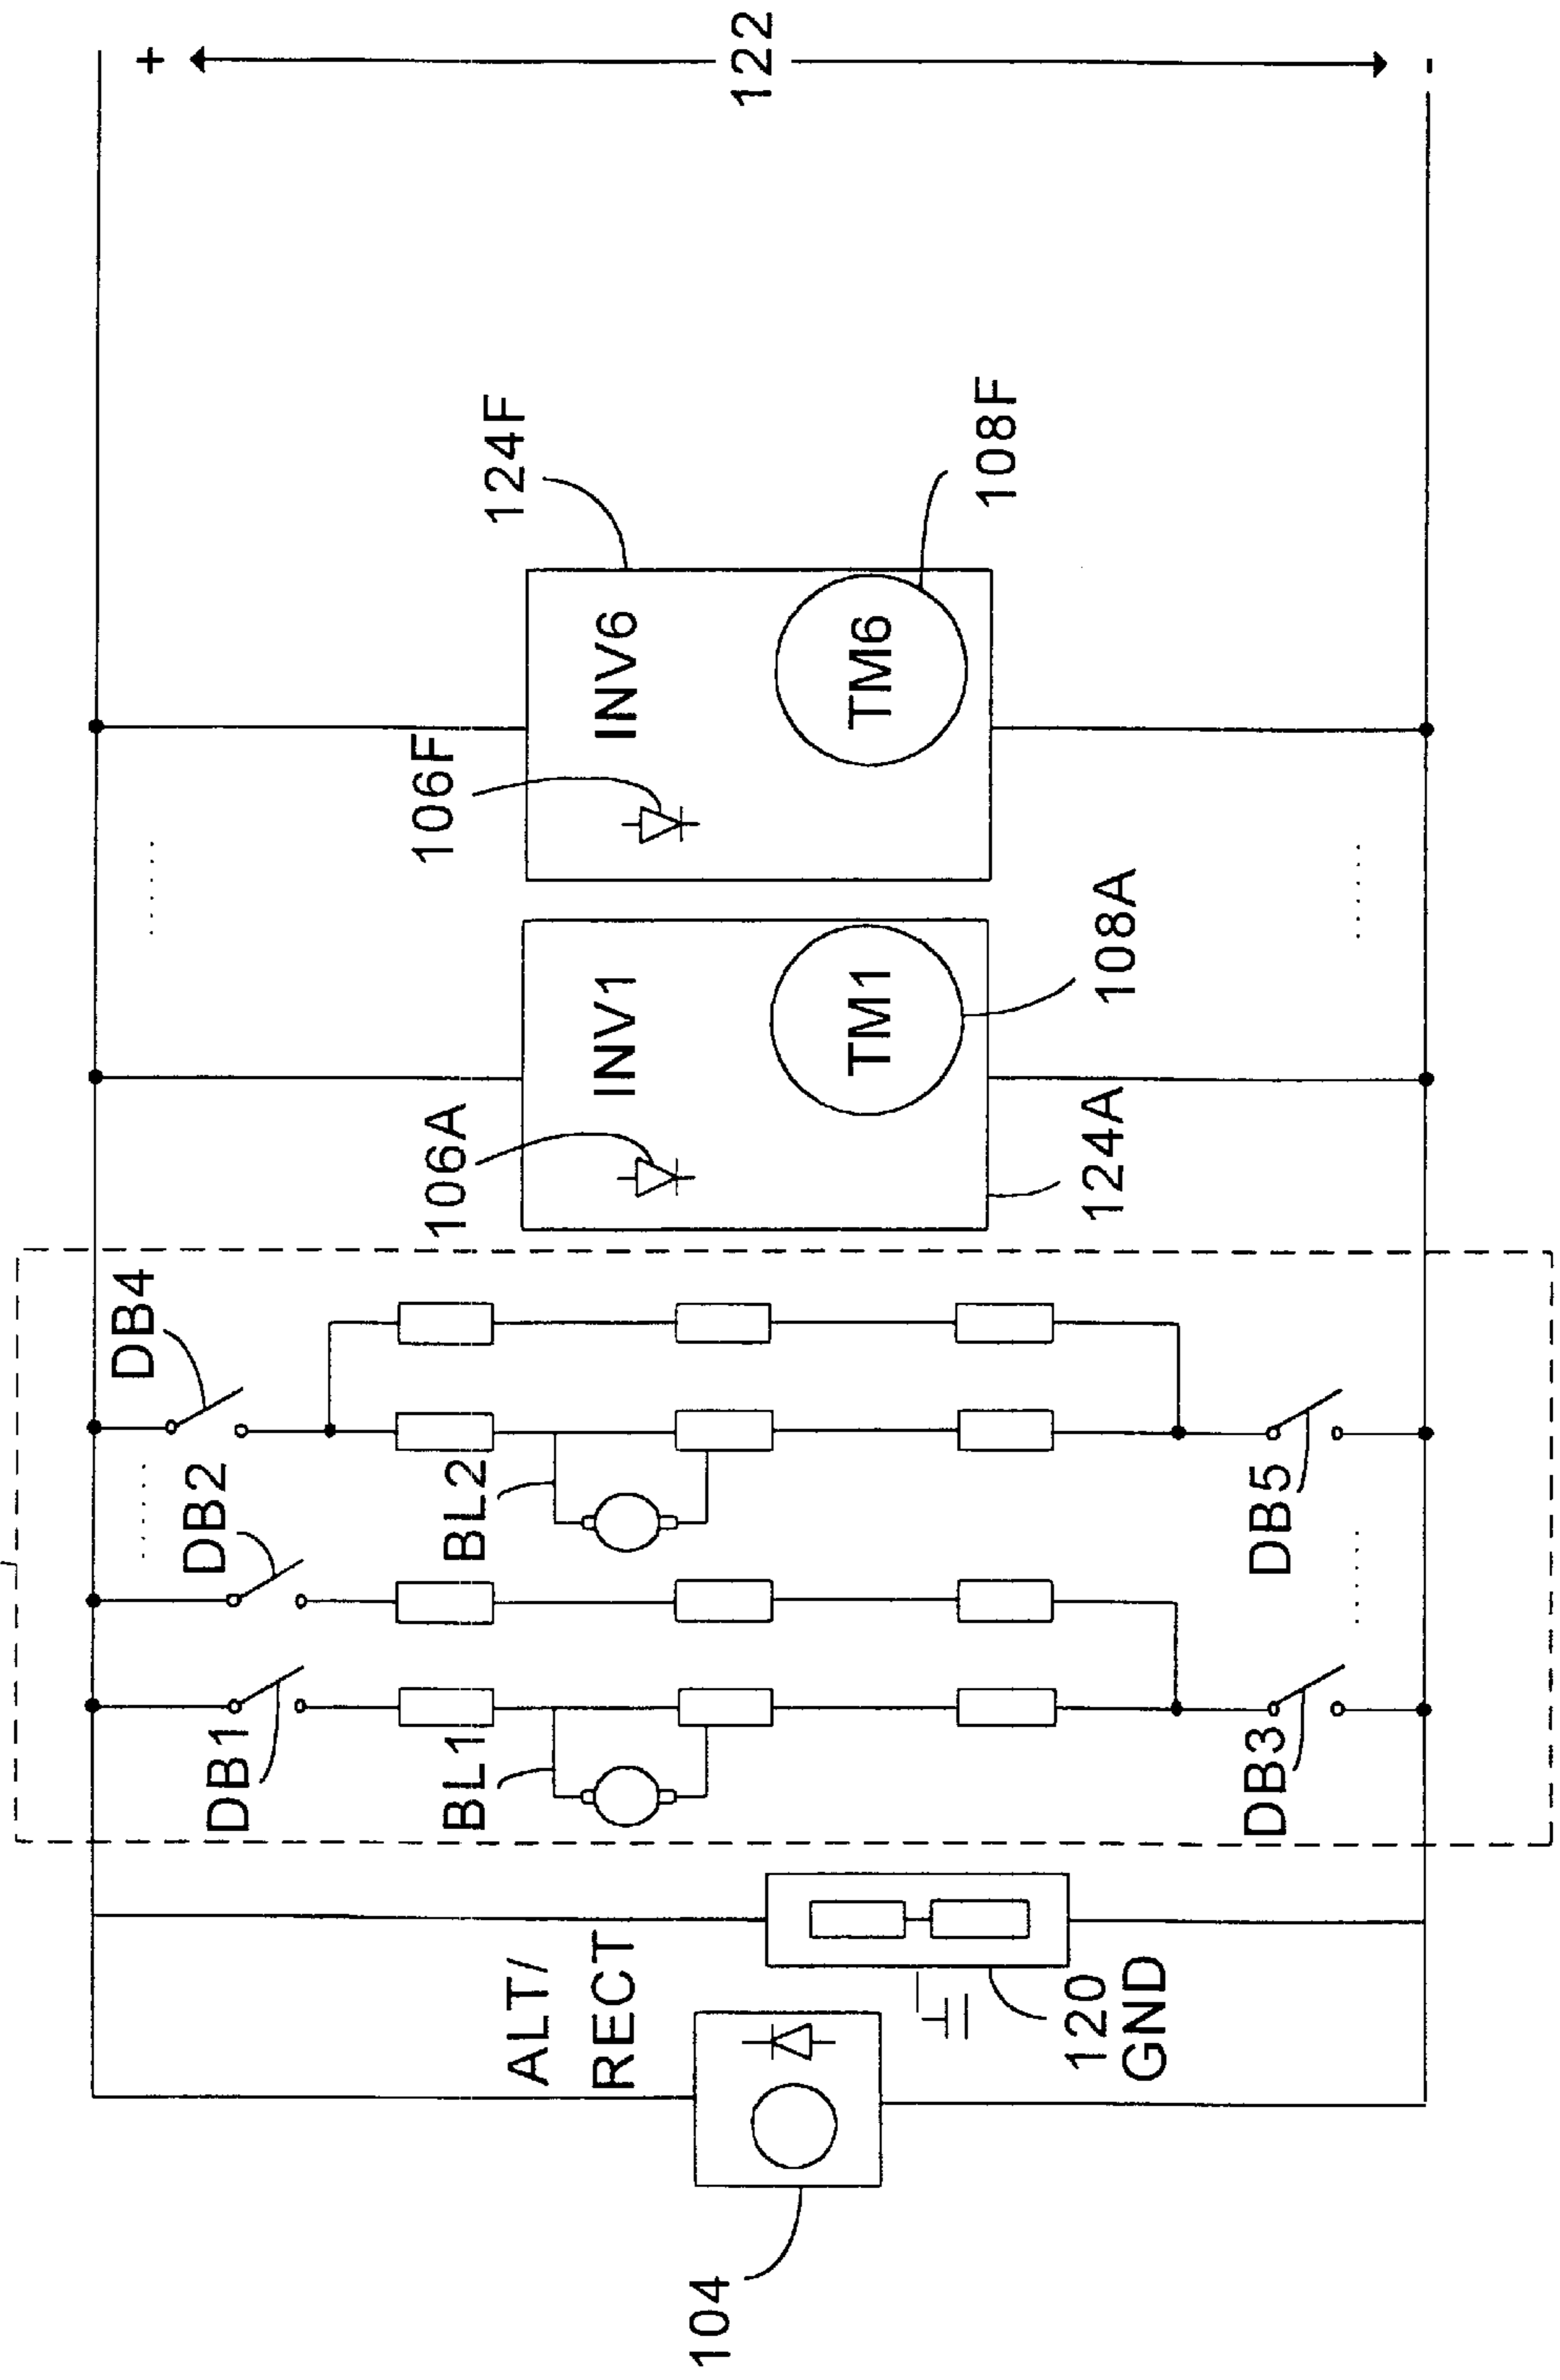 +
122
-
124F
108F
INV6
TM6
106F
INV1
TM1
108A
106A
124A
DB4
DB2
BL2
DB5
DB1
BL1
DB3
ALT/
RECT
120
GND
104